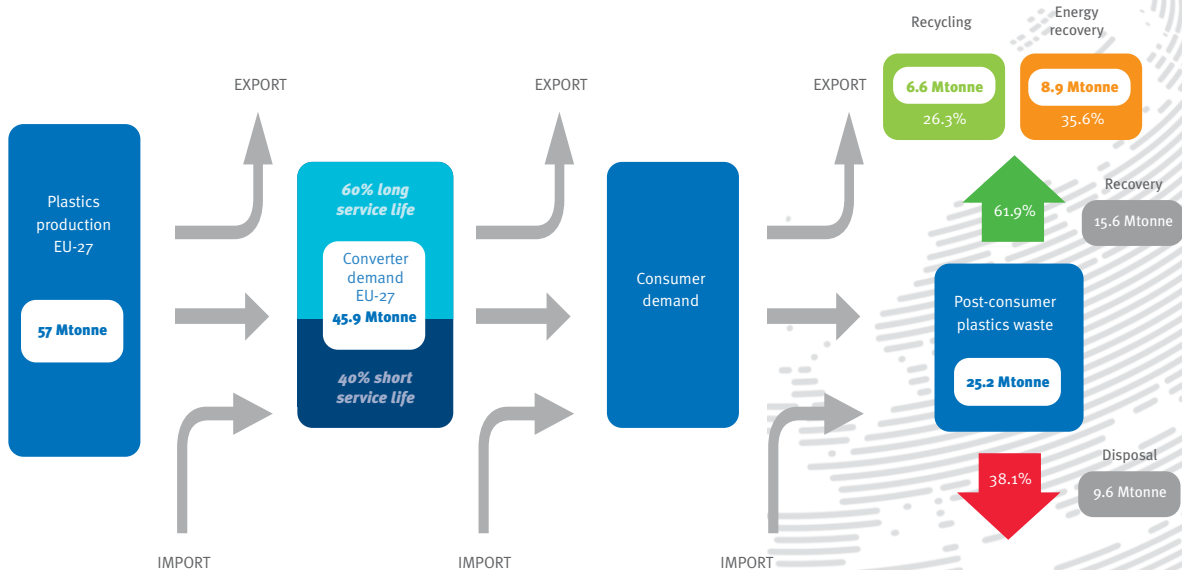 Recycling
Energy
recovery
6.6 Mtonne
26.3%
8.9 Mtonne
35.6%
EXPORT
EXPORT
EXPORT
Plastics
production
EU-27
57 Mtonne
60% long
service life
Converter
demand
EU-27
45.9 Mtonne
40% short
service life
Consumer
demand
61.9%
Recovery
15.6 Mtonne
Post-consumer
plastics waste
25.2 Mtonne
38.1%
Disposal
9.6 Mtonne
IMPORT
IMPORT
IMPORT